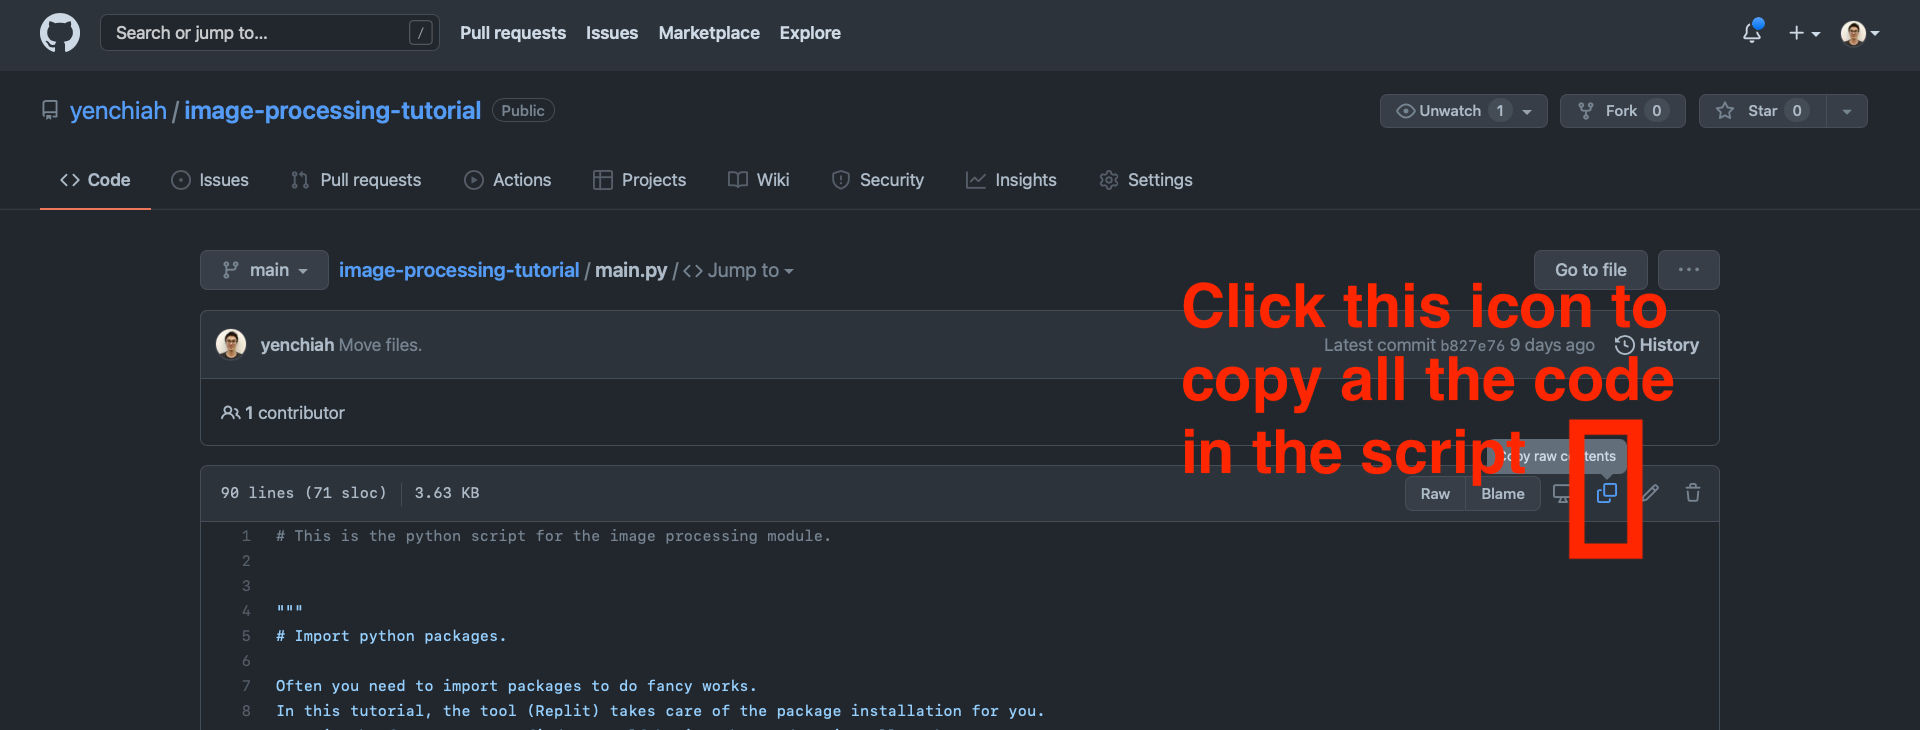 Search or jump to... /
Pull requests Issues Marketplace Explore
yenchiah / image-processing-tutorial Public
Unwatch 1 Fork 0 Star 0
Code Issues Pull requests Actions Projects Wiki Security Insights Settings
main image-processing-tutorial / main.py / <> Jump to
Go to file ...
Click this icon to
copy all the code
in the script
yenchiah Move files.
Latest commit b827e76 9 days ago History
1 contributor
Copy raw contents
90 lines (71 sloc) 3.63 KB
Raw Blame
1 # This is the python script for the image processing module.
2
3
4 """
5 # Import python packages.
6
7 Often you need to import packages to do fancy works.
8 In this tutorial, the tool (Replit) takes care of the package installation for you.